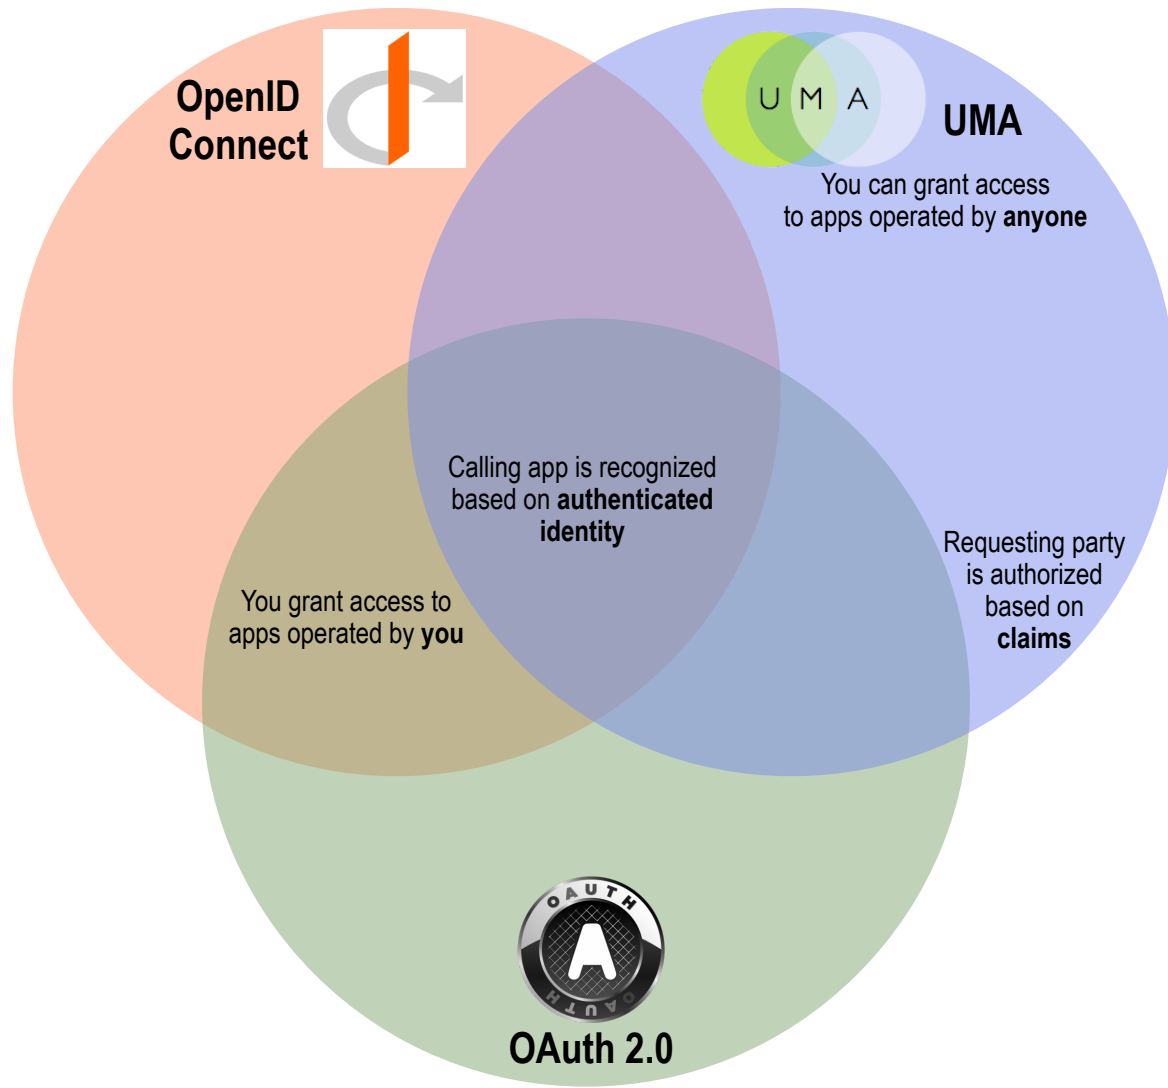 OpenID
Connect
U M A
UMA
You can grant access
to apps operated by anyone
Calling app is recognized
based on authenticated
identity
Requesting party
is authorized
based on
claims
You grant access to
apps operated by you
OAUTH
A
OAUTH
OAuth 2.0